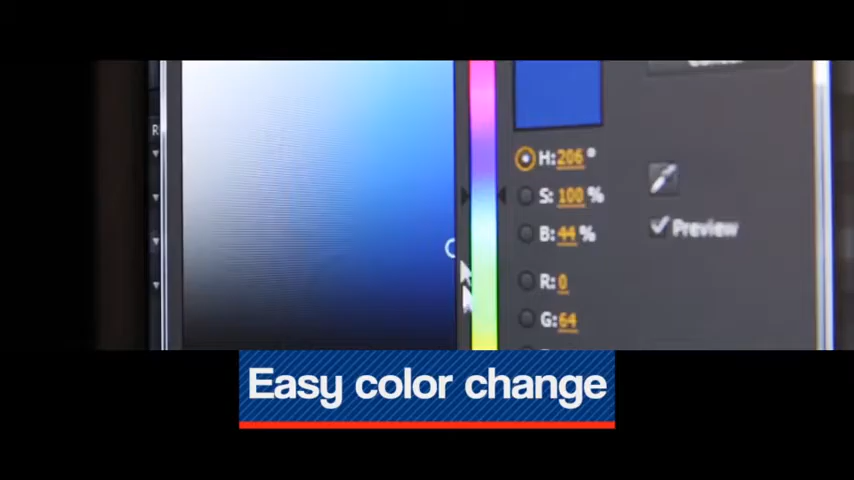 R
H: 206 °
S: 100 %
B: 44 %
Preview
R: 0
G: 64
Easy color change